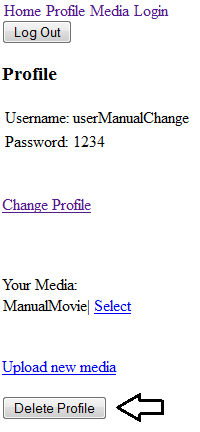 Home Profile Media Login
Log Out
Profile
Username: userManualChange
Password: 1234
Change Profile
Your Media:
ManualMovie| Select
Upload new media
Delete Profile